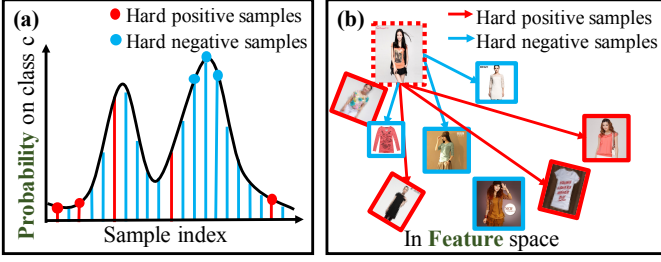 (a)
Hard positive samples
Hard negative samples
Probability on class c
Sample index
(b)
Hard positive samples
Hard negative samples
In Feature space